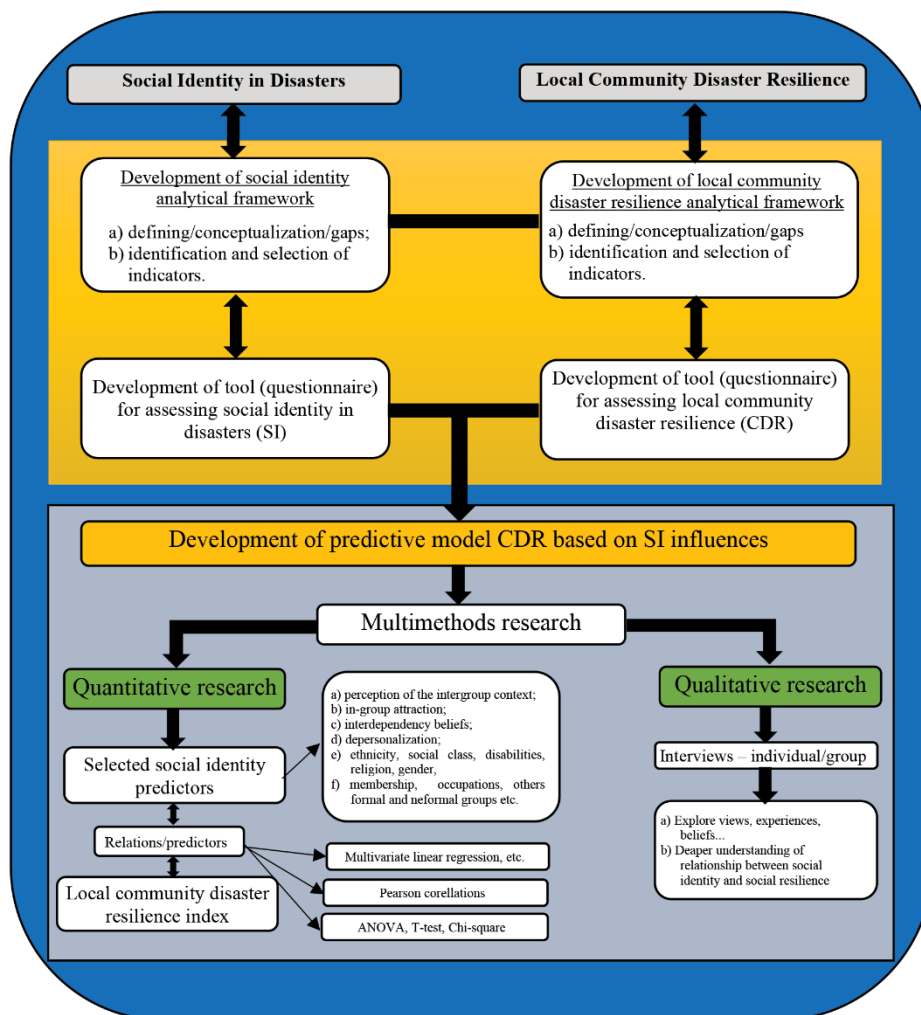 Social Identity in Disasters
Local Community Disaster Resilience
Development of social identity
analytical framework
a) defining/conceptualization/gaps;
b) identification and selection of
indicators.
Development of local community
disaster resilience analytical framework
a) defining/conceptualization/gaps
b) identification and selection of
indicators.
Development of tool (questionnaire)
for assessing social identity in
disasters (SI)
Development of tool (questionnaire)
for assessing local community
disaster resilience (CDR)
Development of predictive model CDR based on SI influences
Multimethods research
Quantitative research
Selected social identity
predictors
Relations/predictors
Local community disaster
resilience index
a) perception of the intergroup context;
b) in-group attraction;
c) interdependency beliefs;
d) depersonalization;
e) ethnicity, social class, disabilities,
religion, gender,
f) membership, occupations, others
formal and neformal groups etc.
Multivariate linear regression, etc.
Pearson corellations
ANOVA, T-test, Chi-square
Qualitative research
Interviews – individual/group
a) Explore views, experiences,
beliefs...
b) Deaper understanding of
relationship between social
identity and social resilience